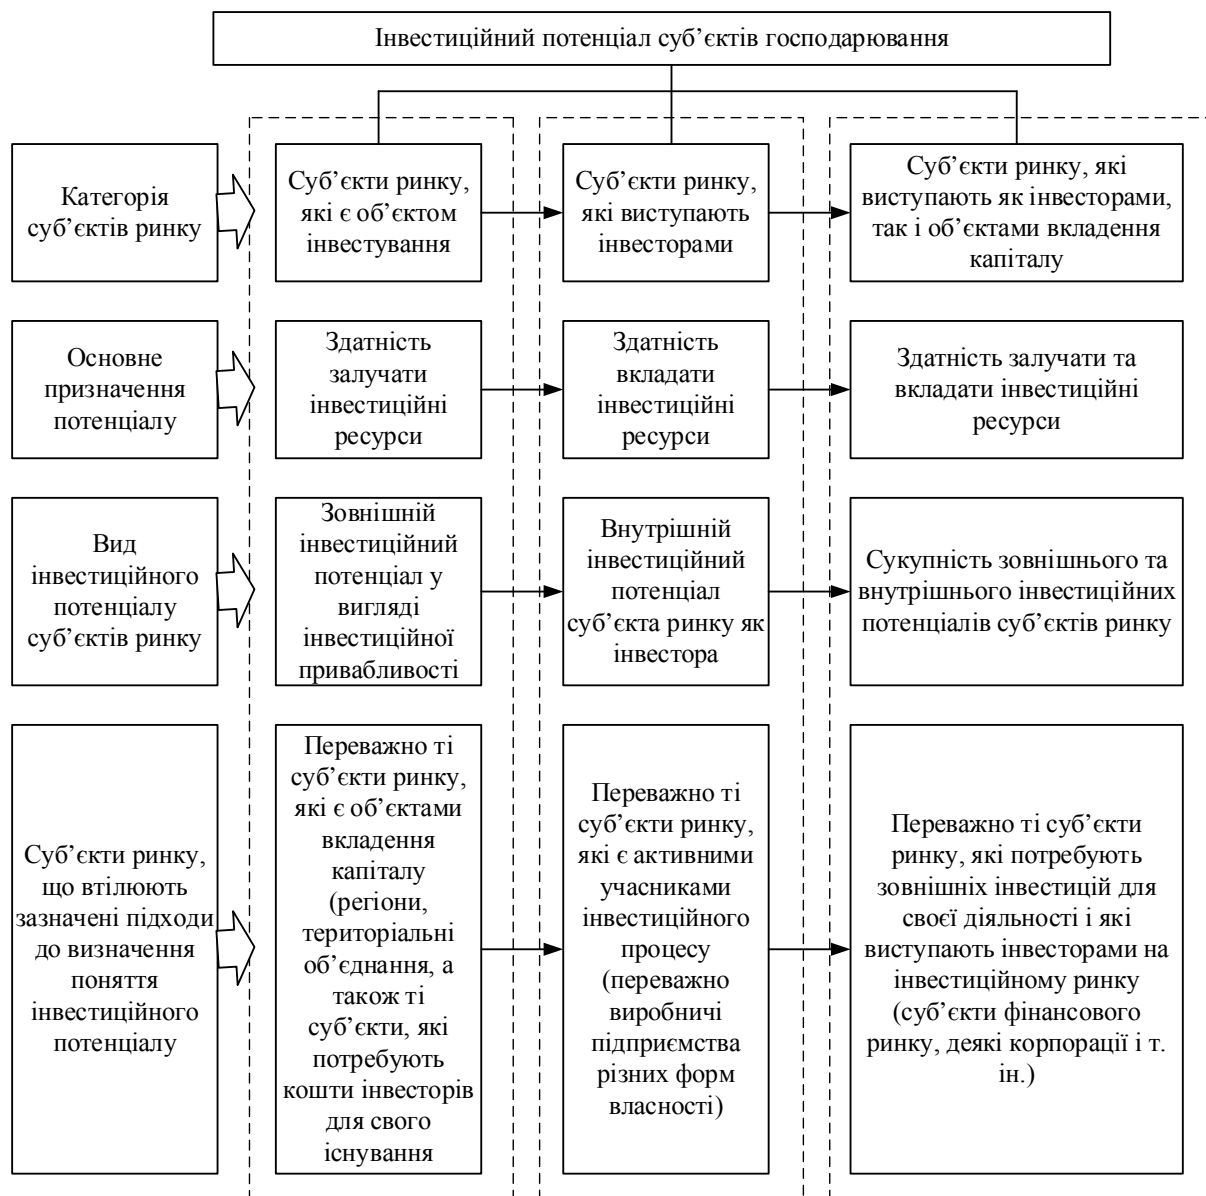 Інвестиційний потенціал суб’єктів господарювання
Категорія
суб’єктів ринку
Суб’єкти ринку,
які є об’єктом
інвестування
Суб’єкти ринку,
які виступають
інвесторами
Суб’єкти ринку, які
виступають як інвесторами,
так і об’єктами вкладення
капіталу
Основне
призначення
потенціалу
Здатність
залучати
інвестиційні
ресурси
Здатність
вкладати
інвестиційні
ресурси
Здатність залучати та
вкладати інвестиційні
ресурси
Вид
інвестиційного
потенціалу
суб’єктів ринку
Зовнішній
інвестиційний
потенціал у
вигляді
інвестиційної
привабливості
Внутрішній
інвестиційний
потенціал
суб’єкта ринку як
інвестора
Сукупність зовнішнього та
внутрішнього інвестиційних
потенціалів суб’єктів ринку
Суб’єкти ринку,
що втілюють
зазначені підходи
до визначення
поняття
інвестиційного
потенціалу
Переважно ті
суб’єкти ринку,
які є об’єктами
вкладення
капіталу
(регіони,
територіальні
об’єднання, а
також ті
суб’єкти, які
потребують
кошти інвесторів
для свого
існування
Переважно ті
суб’єкти ринку,
які є активними
учасниками
інвестиційного
процесу
(переважно
виробничі
підприємства
різних форм
власності)
Переважно ті суб’єкти
ринку, які потребують
зовнішніх інвестицій для
своєї діяльності і які
виступають інвесторами на
інвестиційному ринку
(суб’єкти фінансового
ринку, деякі корпорації і т.
ін.)